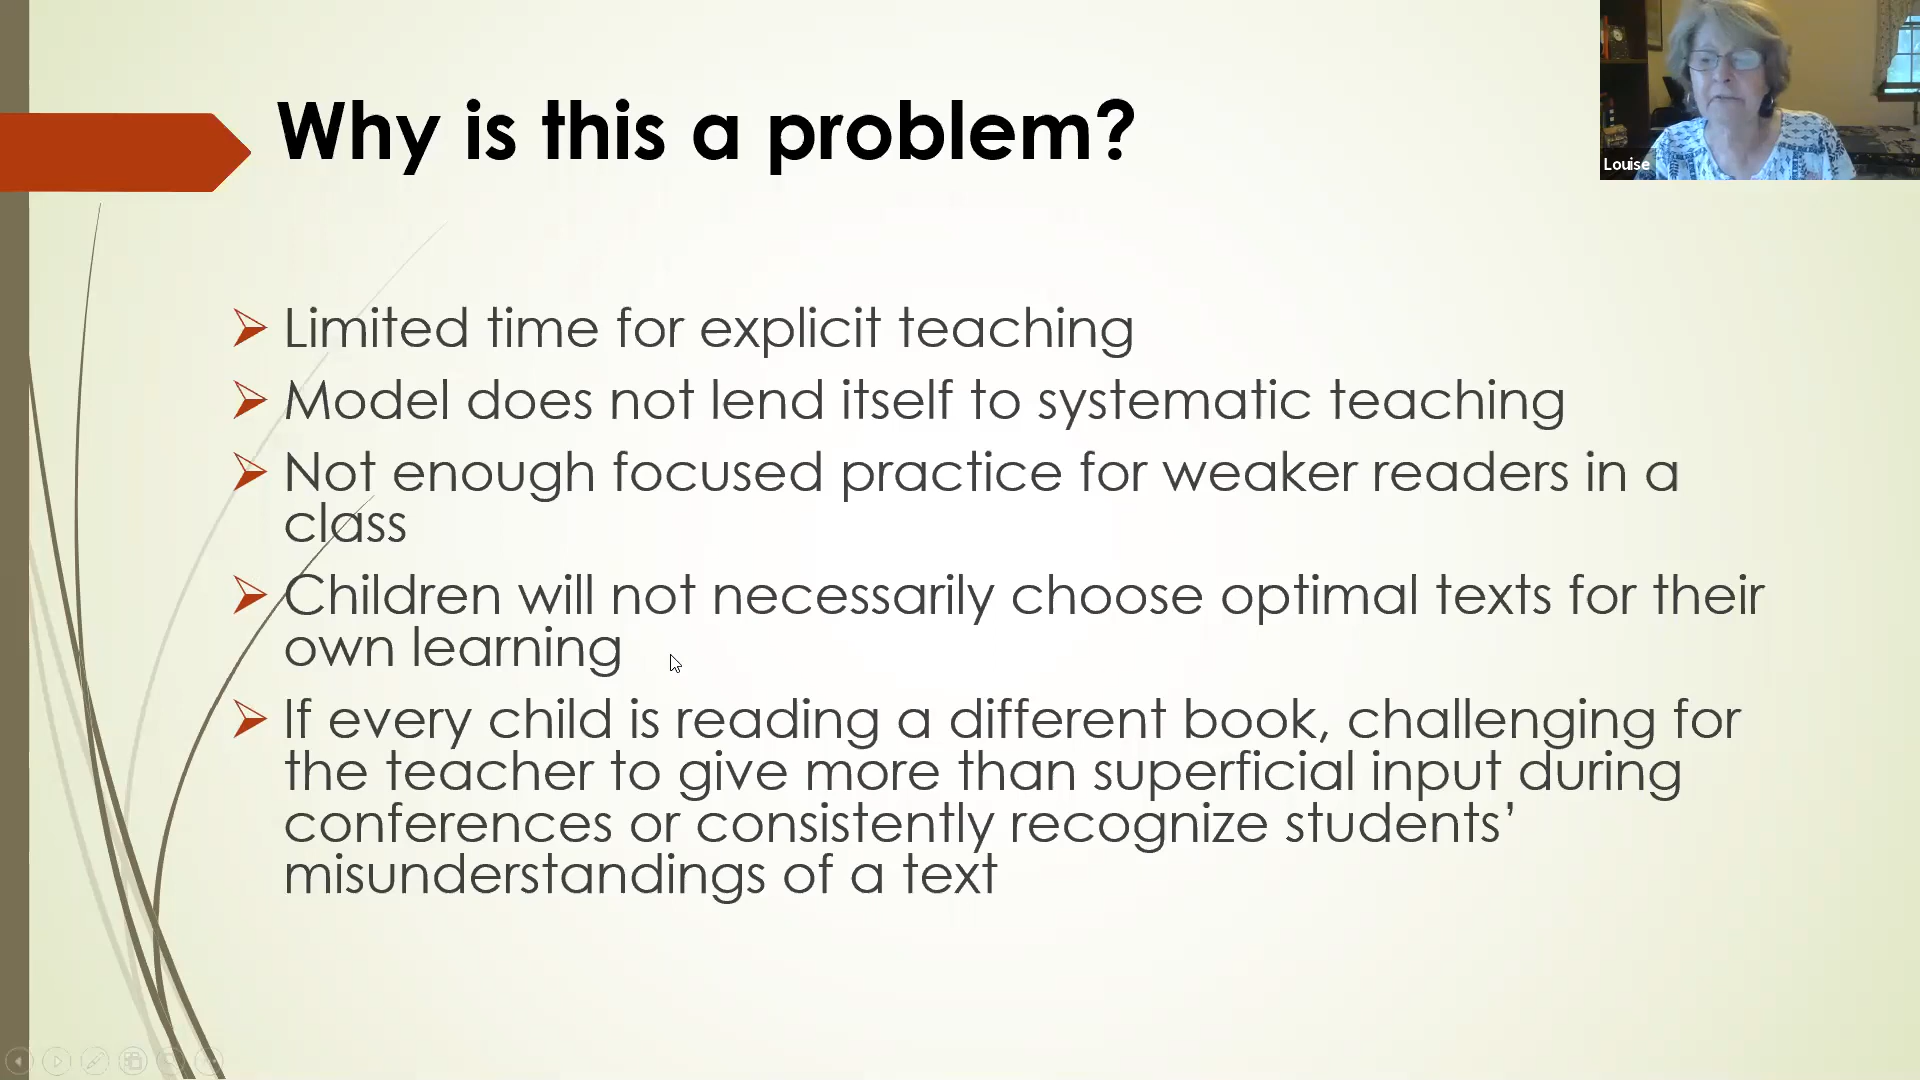 Why is this a problem?
Louise
Limited time for explicit teaching
Model does not lend itself to systematic teaching
Not enough focused practice for weaker readers in a
class
Children will not necessarily choose optimal texts for their
own learning
If every child is reading a different book, challenging for
the teacher to give more than superficial input during
conferences or consistently recognize students’
misunderstandings of a text